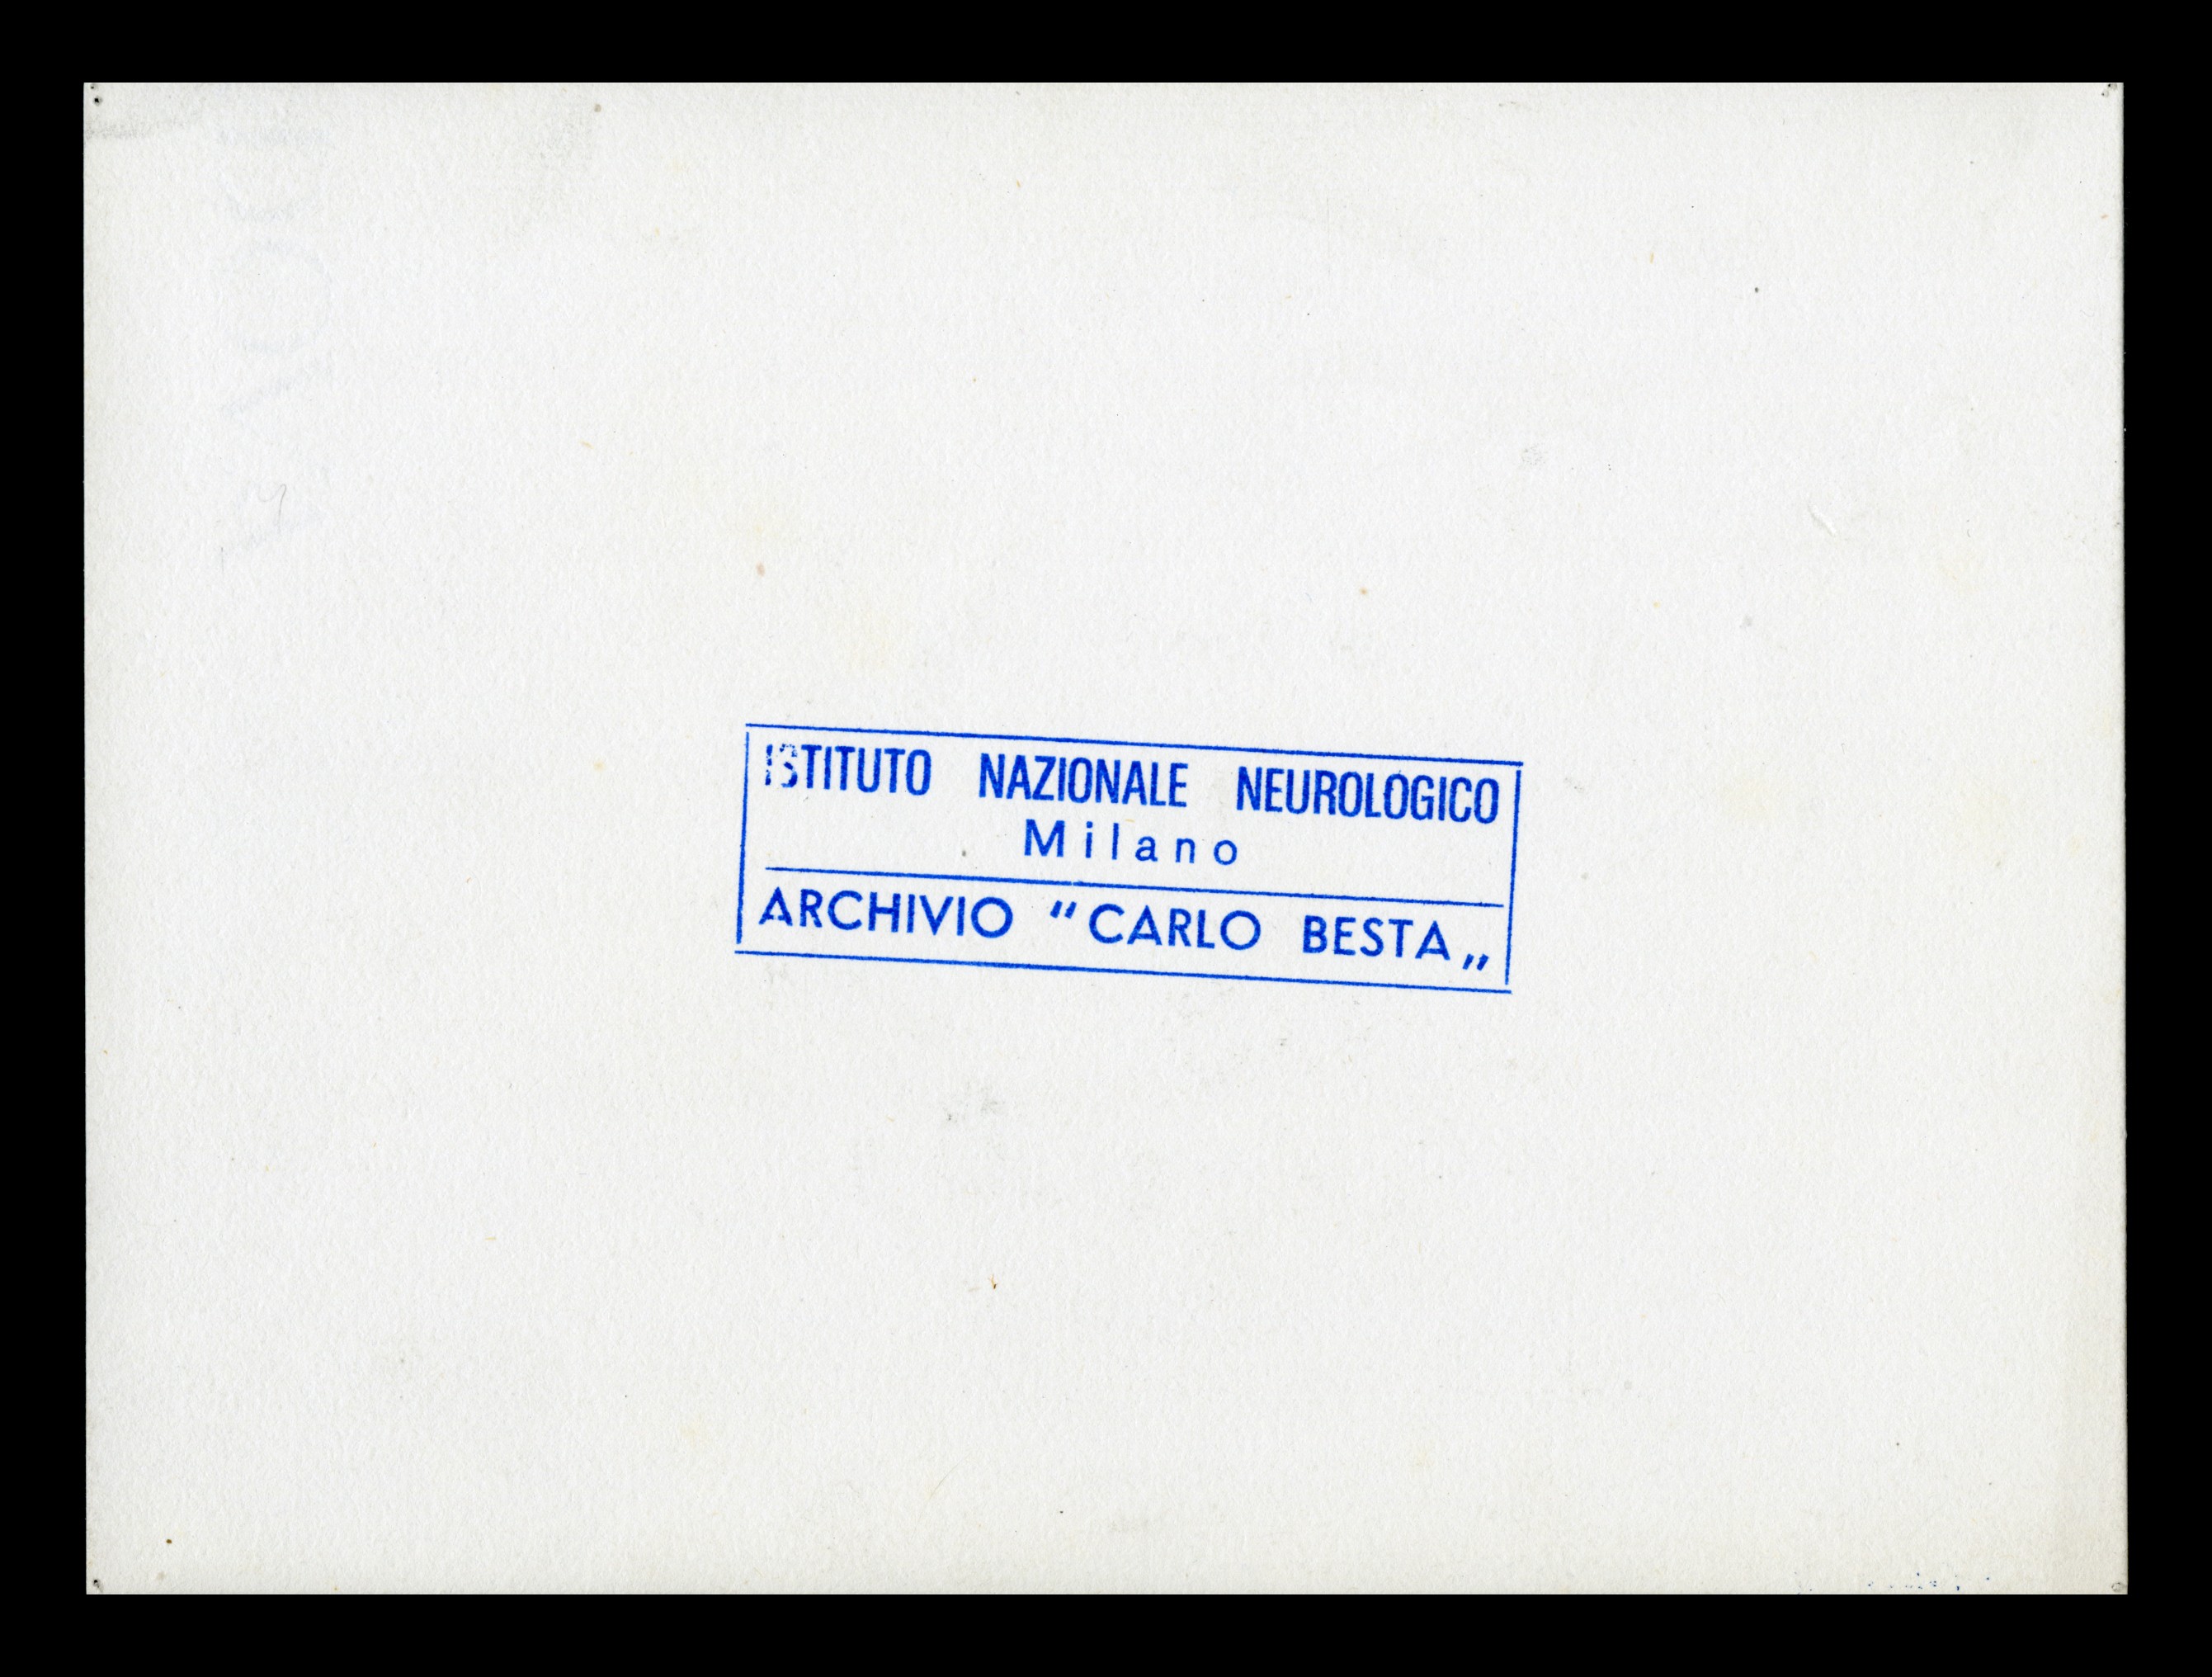 ISTITUTO NAZIONALE NEUROLOGICO
Milano
ARCHIVIO "CARLO BESTA„